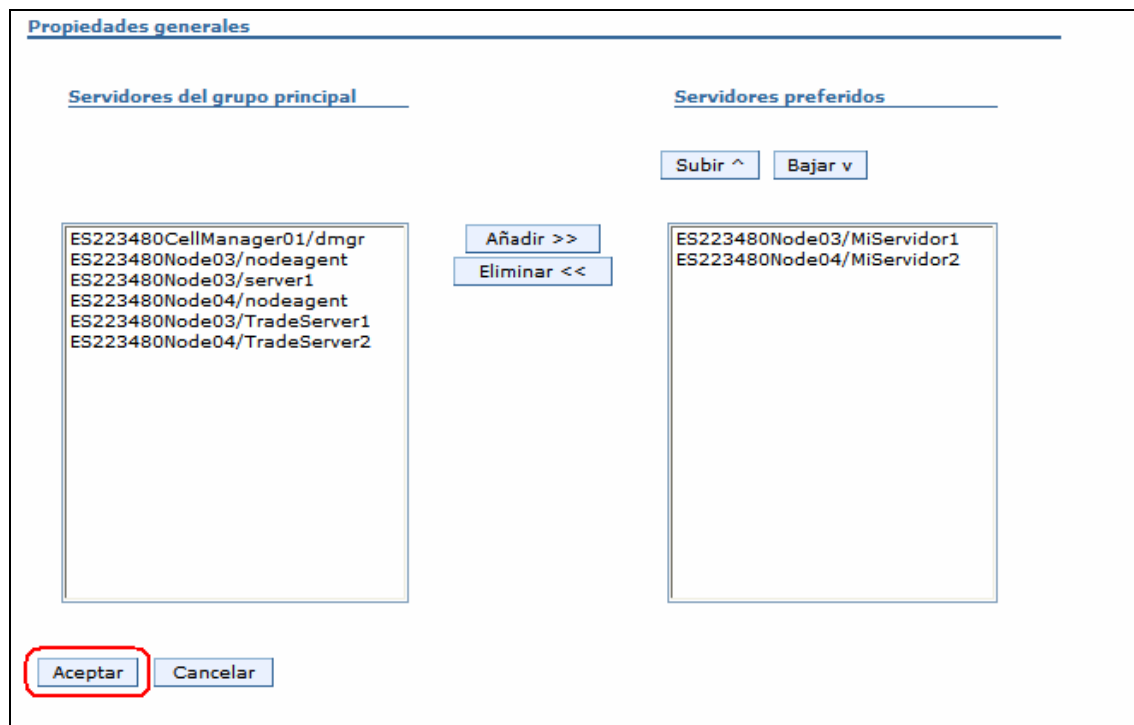 Propiedades generales
Servidores del grupo principal
Servidores preferidos
Subir ^
Bajar v
ES223480CellManager01/dmgr
ES223480Node03/nodeagent
ES223480Node03/server1
ES223480Node04/nodeagent
ES223480Node03/TradeServer1
ES223480Node04/TradeServer2
Añadir >>
Eliminar <<
ES223480Node03/MiServidor1
ES223480Node04/MiServidor2
Aceptar
Cancelar